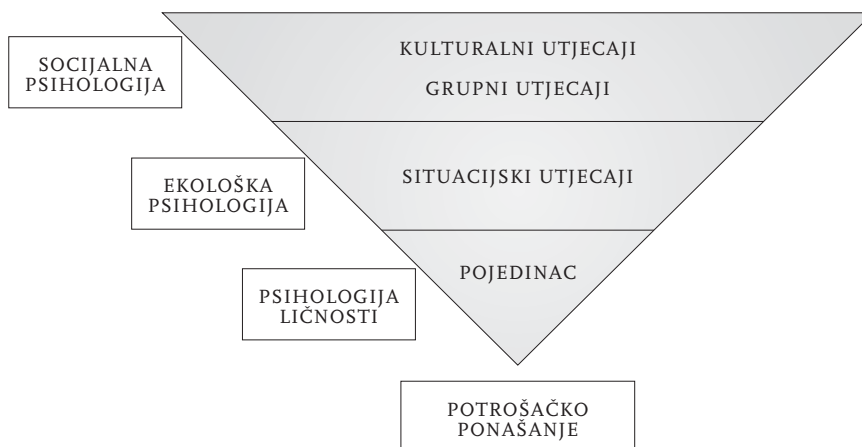 SOCIJALNA
PSIHOLOGIJA
KULTURALNI UTJECAJI
GRUPNI UTJECAJI
EKOLOŠKA
PSIHOLOGIJA
SITUACIJSKI UTJECAJI
PSIHOLOGIJA
LIČNOSTI
POJEDINAC
POTROŠAČKO
PONAŠANJE